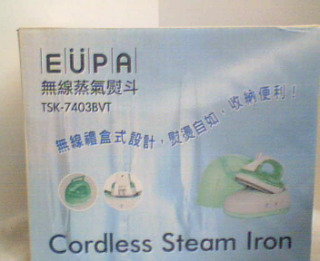 EÜPA
無線蒸氣熨斗
TSK-7403BVT
無線禮盒式設計，熨燙自如，收納便利！
Cordless Steam Iron